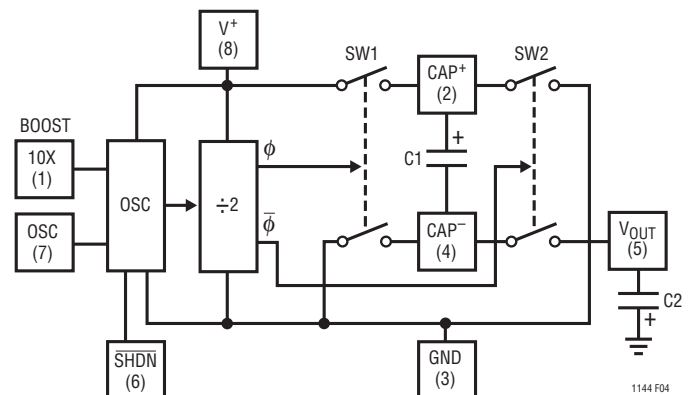 V+
(8)
SW1
SW2
CAP+
(2)
BOOST
10X
(1)
OSC
÷2
ϕ
+
C1
OSC
(7)
ϕ̅
CAP–
(4)
VOUT
(5)
C2
+
S̅H̅D̅N̅
(6)
GND
(3)
1144 F04